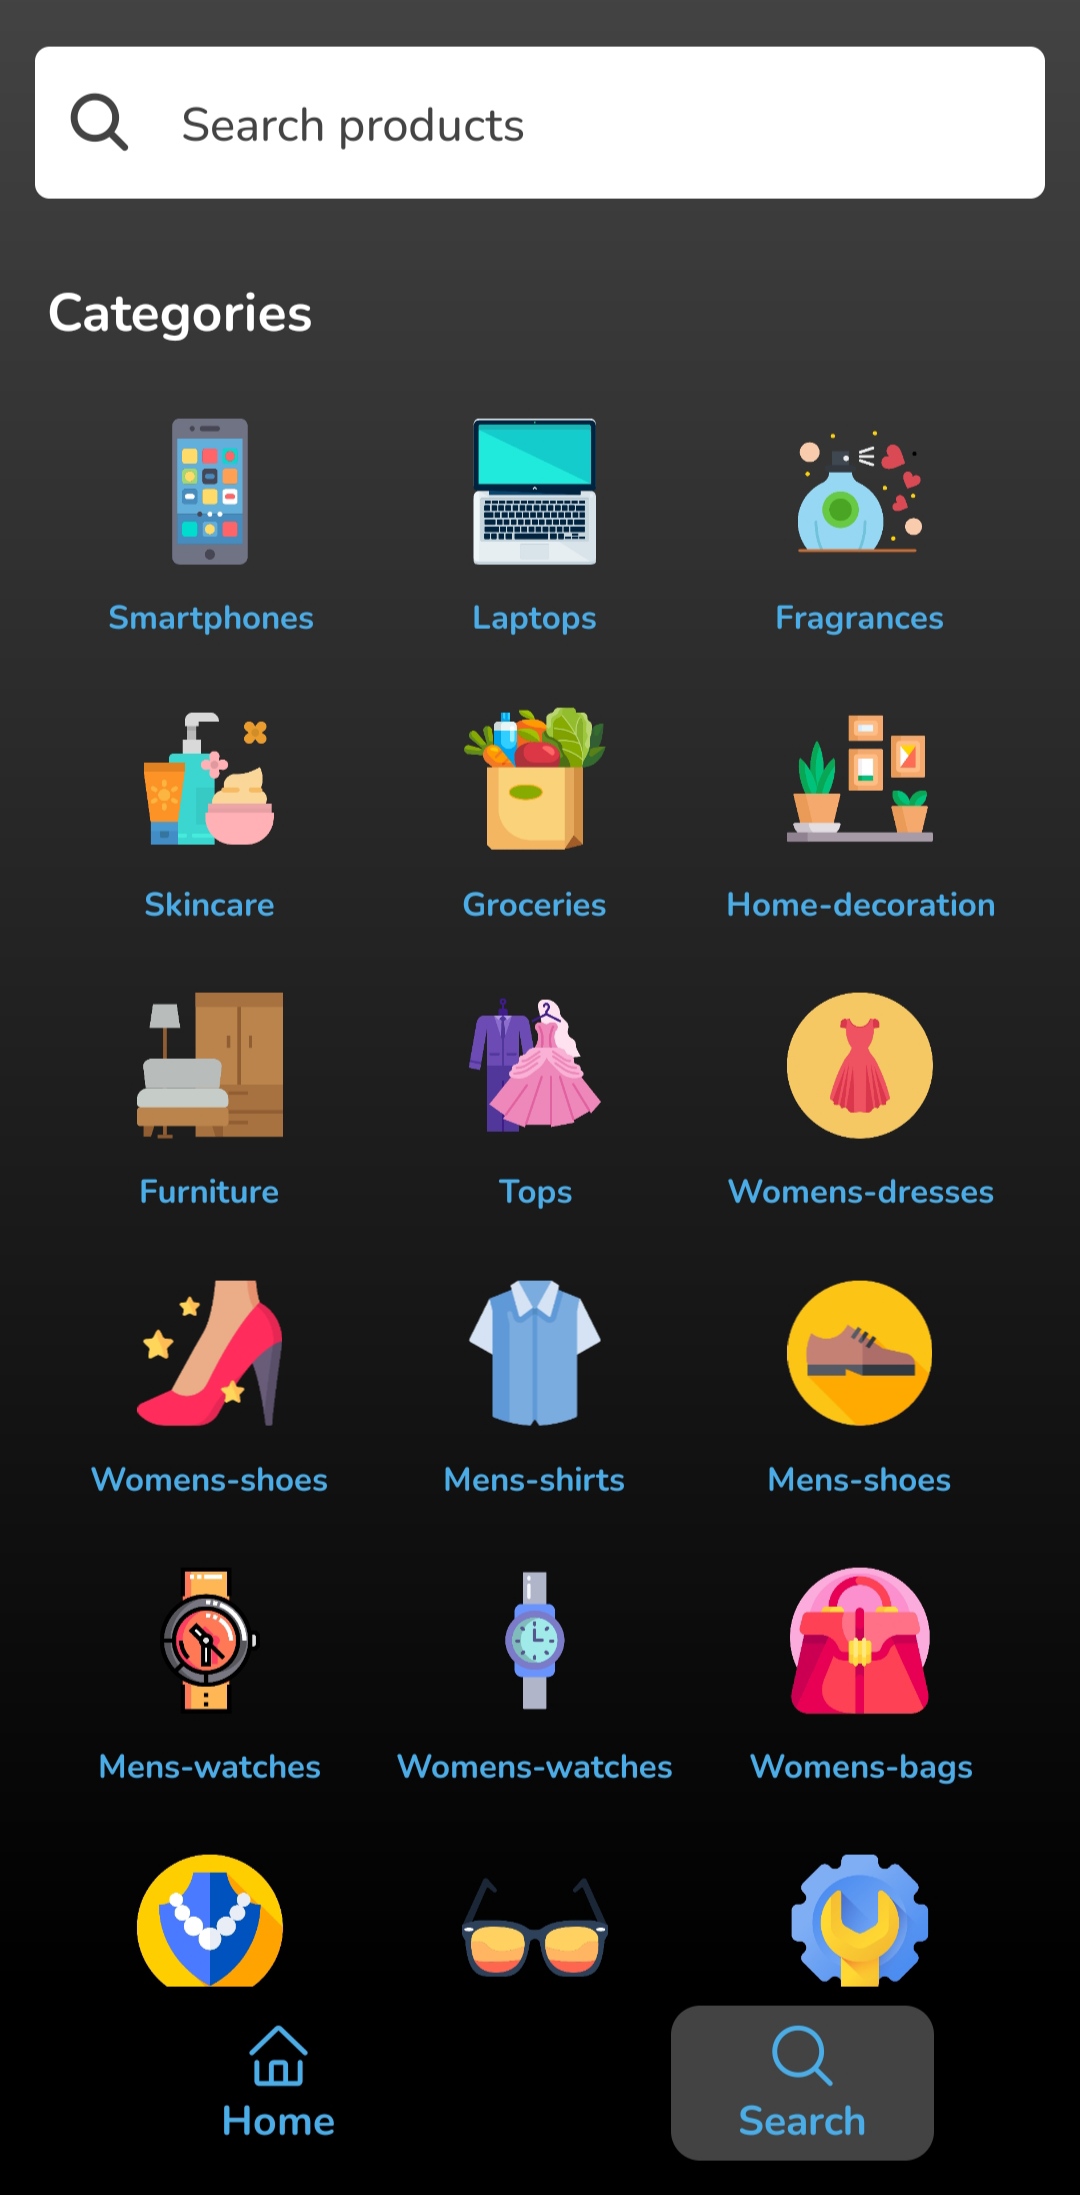 Search products
Categories
Smartphones
Laptops
Fragrances
Skincare
Groceries
Home-decoration
Furniture
Tops
Womens-dresses
Womens-shoes
Mens-shirts
Mens-shoes
Mens-watches
Womens-watches
Womens-bags
Home
Search